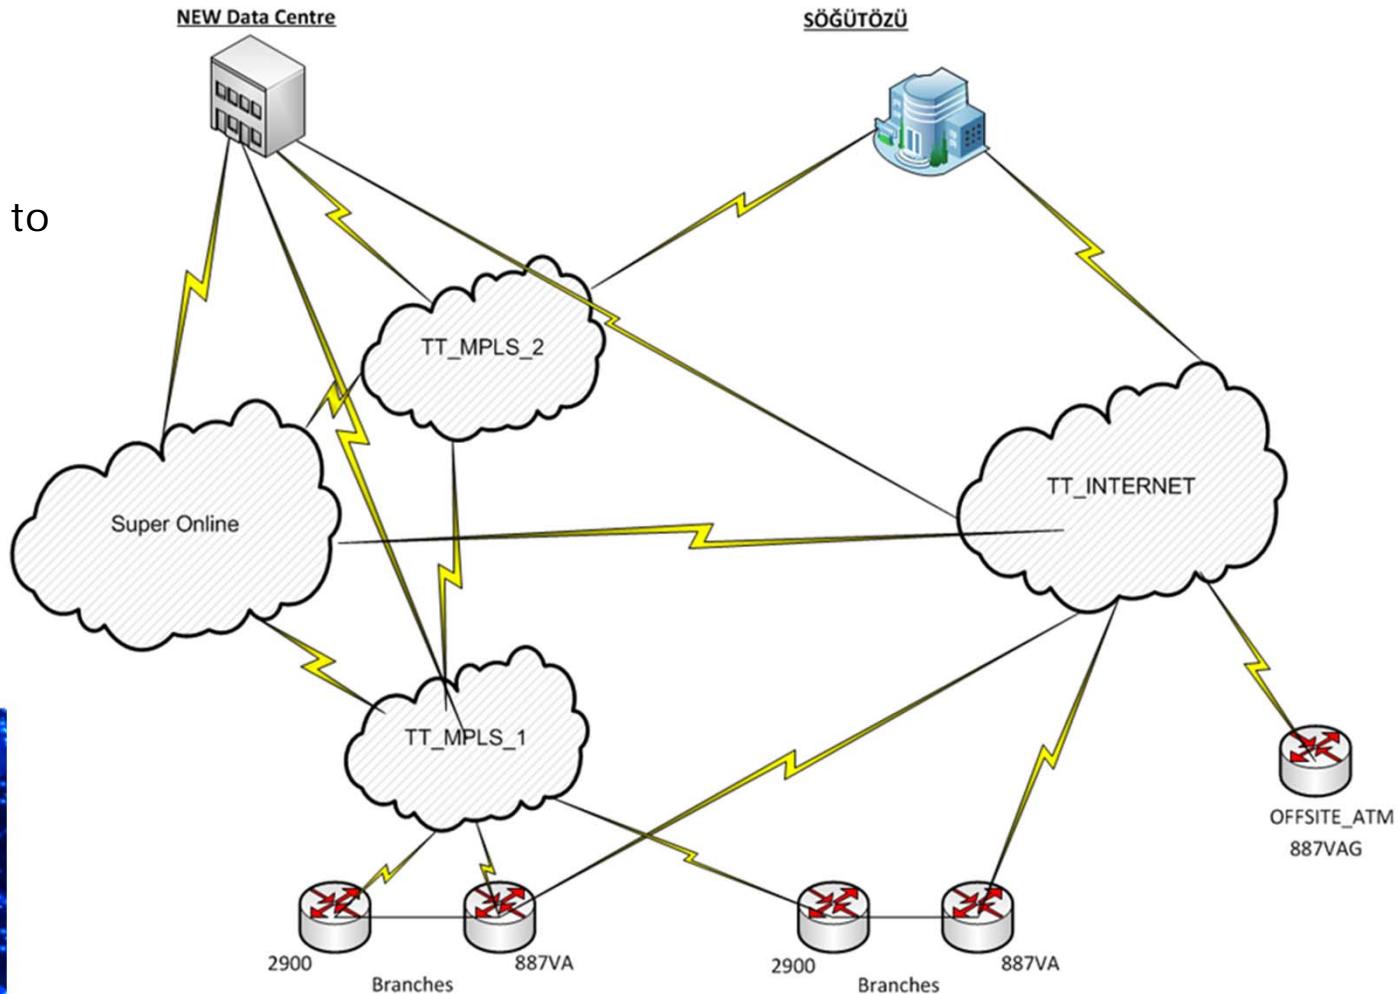 NEW Data Centre
SÖĞÜTÖZÜ
to
TT_MPLS_2
TT_INTERNET
Super Online
TT_MPLS_1
OFFSITE_ATM
887VAG
2900
887VA
Branches
2900
887VA
Branches